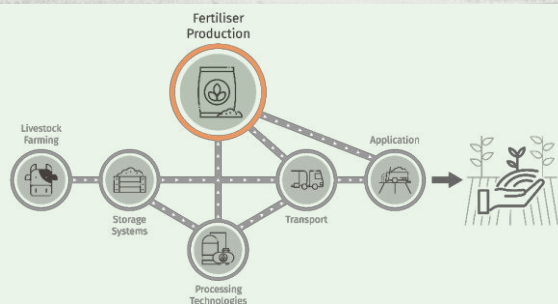 Fertiliser
Production
Livestock
Farming
Application
Storage
Systems
Transport
Processing
Technologies